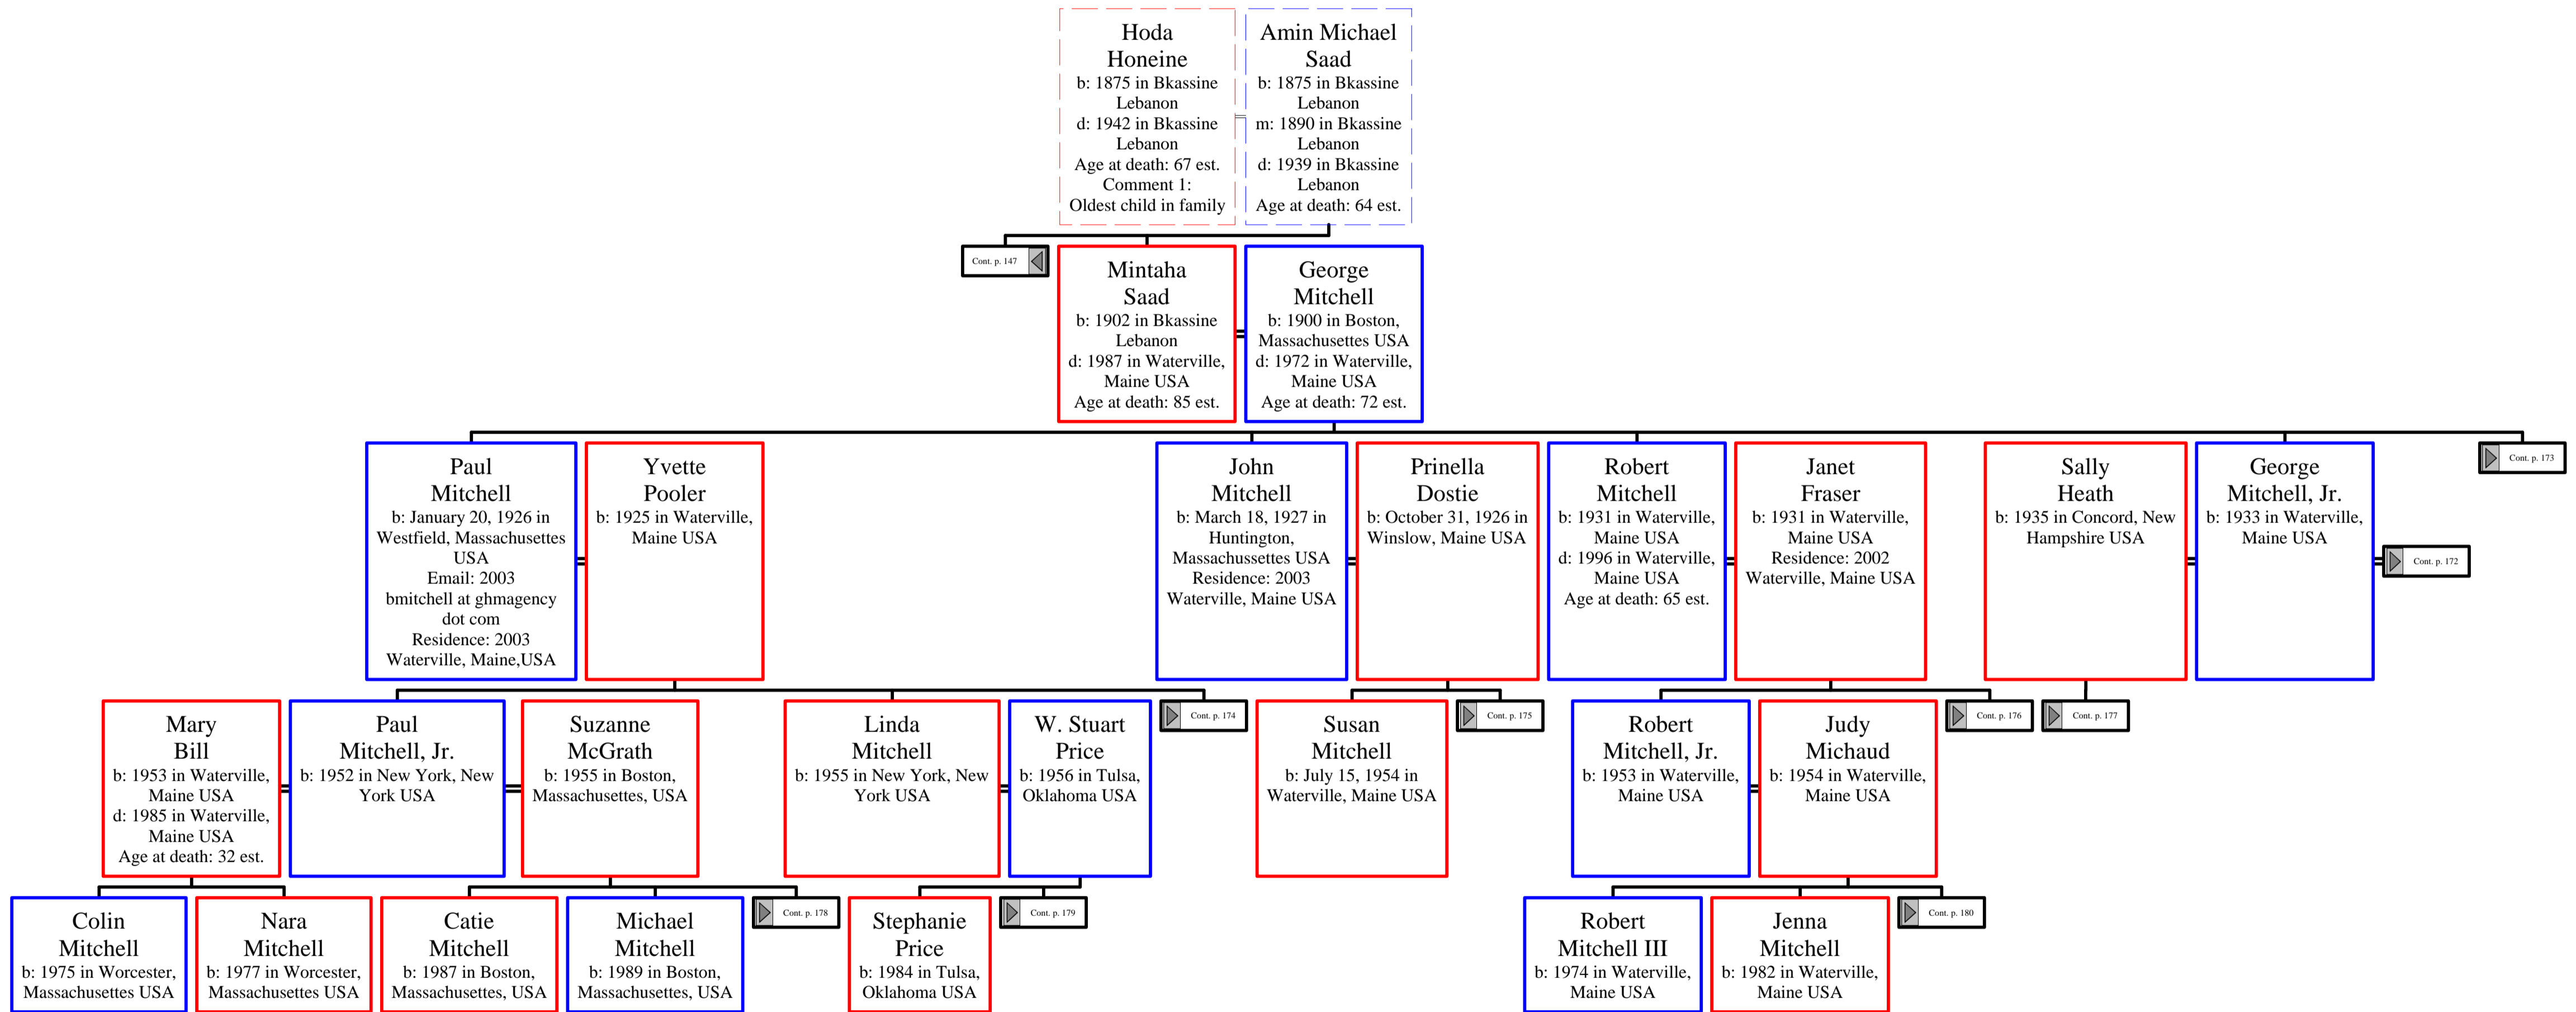 Hoda
Honeine
b: 1875 in Bkassine
Lebanon
d: 1942 in Bkassine
Lebanon
Age at death: 67 est.
Comment 1:
Oldest child in family
Amin Michael
Saad
b: 1875 in Bkassine
Lebanon
m: 1890 in Bkassine
Lebanon
d: 1939 in Bkassine
Lebanon
Age at death: 64 est.
Cont. p. 147
Mintaha
Saad
b: 1902 in Bkassine
Lebanon
d: 1987 in Waterville,
Maine USA
Age at death: 85 est.
George
Mitchell
b: 1900 in Boston,
Massachusettes USA
d: 1972 in Waterville,
Maine USA
Age at death: 72 est.
Paul
Mitchell
b: January 20, 1926 in
Westfield, Massachusettes
USA
Email: 2003
bmitchell at ghmagency
dot com
Residence: 2003
Waterville, Maine,USA
Yvette
Pooler
b: 1925 in Waterville,
Maine USA
John
Mitchell
b: March 18, 1927 in
Huntington,
Massachussettes USA
Residence: 2003
Waterville, Maine USA
Prinella
Dostie
b: October 31, 1926 in
Winslow, Maine USA
Robert
Mitchell
b: 1931 in Waterville,
Maine USA
d: 1996 in Waterville,
Maine USA
Age at death: 65 est.
Janet
Fraser
b: 1931 in Waterville,
Maine USA
Residence: 2002
Waterville, Maine USA
Sally
Heath
b: 1935 in Concord, New
Hampshire USA
George
Mitchell, Jr.
b: 1933 in Waterville,
Maine USA
Cont. p. 172
Cont. p. 173
Mary
Bill
b: 1953 in Waterville,
Maine USA
d: 1985 in Waterville,
Maine USA
Age at death: 32 est.
Paul
Mitchell, Jr.
b: 1952 in New York, New
York USA
Suzanne
McGrath
b: 1955 in Boston,
Massachusettes, USA
Linda
Mitchell
b: 1955 in New York, New
York USA
W. Stuart
Price
b: 1956 in Tulsa,
Oklahoma USA
Cont. p. 174
Susan
Mitchell
b: July 15, 1954 in
Waterville, Maine USA
Cont. p. 175
Robert
Mitchell, Jr.
b: 1953 in Waterville,
Maine USA
Judy
Michaud
b: 1954 in Waterville,
Maine USA
Cont. p. 176
Cont. p. 177
Colin
Mitchell
b: 1975 in Worcester,
Massachusettes USA
Nara
Mitchell
b: 1977 in Worcester,
Massachusettes USA
Catie
Mitchell
b: 1987 in Boston,
Massachusettes, USA
Michael
Mitchell
b: 1989 in Boston,
Massachusettes, USA
Cont. p. 178
Stephanie
Price
b: 1984 in Tulsa,
Oklahoma USA
Cont. p. 179
Robert
Mitchell III
b: 1974 in Waterville,
Maine USA
Jenna
Mitchell
b: 1982 in Waterville,
Maine USA
Cont. p. 180